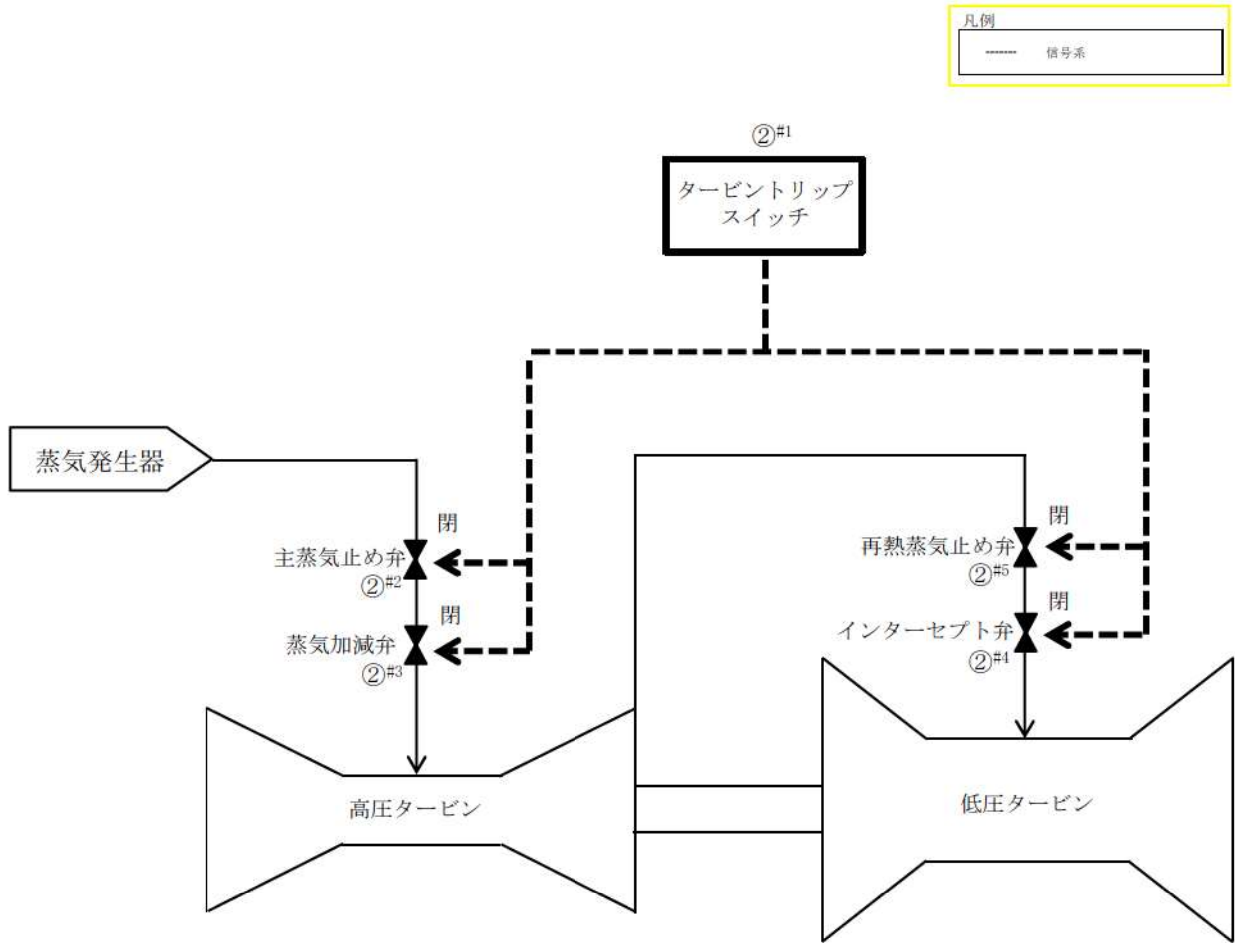 凡例
信号系
②#1
タービントリップ
スイッチ
蒸気発生器
閉
主蒸気止め弁
②#2
閉
蒸気加減弁
②#3
閉
再熱蒸気止め弁
②#5
閉
インターセプト弁
②#4
高圧タービン
低圧タービン